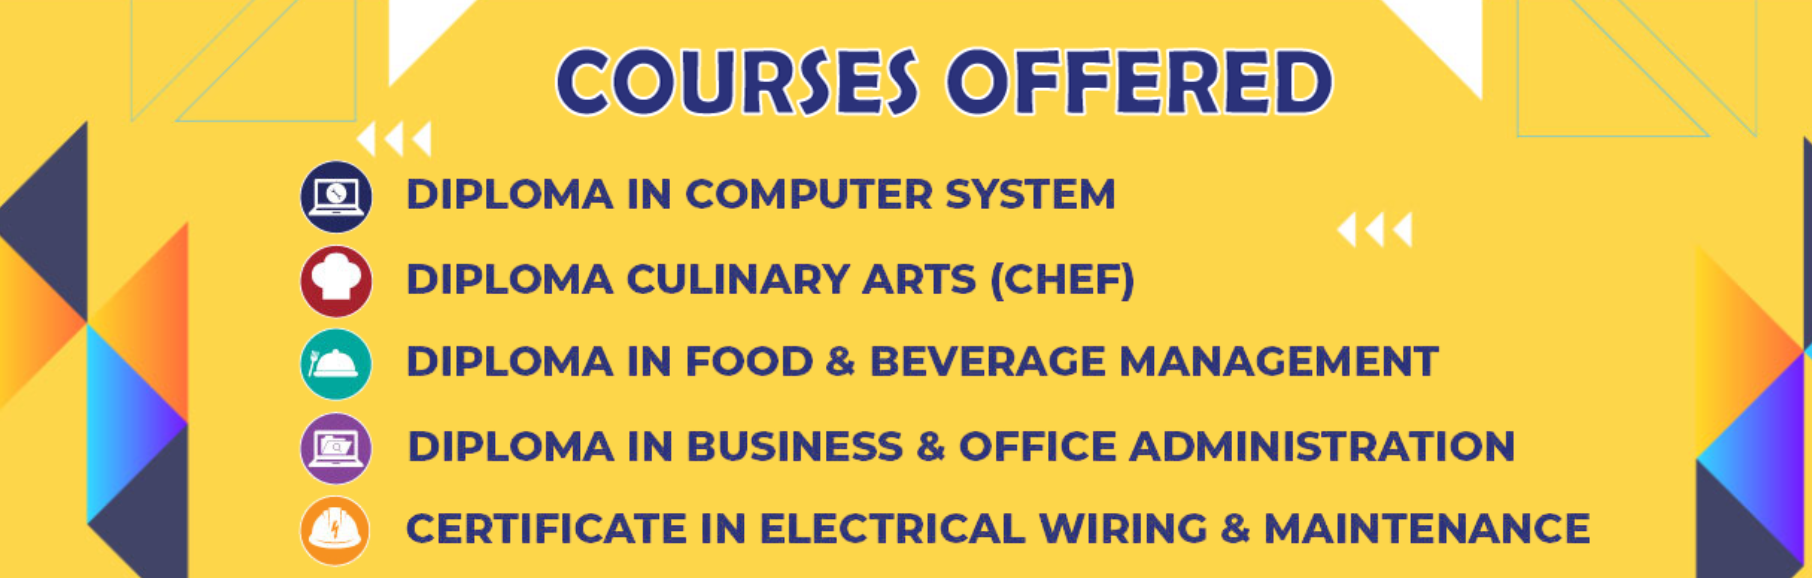 COURSES OFFERED
DIPLOMA IN COMPUTER SYSTEM
DIPLOMA CULINARY ARTS (CHEF)
DIPLOMA IN FOOD & BEVERAGE MANAGEMENT
DIPLOMA IN BUSINESS & OFFICE ADMINISTRATION
CERTIFICATE IN ELECTRICAL WIRING & MAINTENANCE